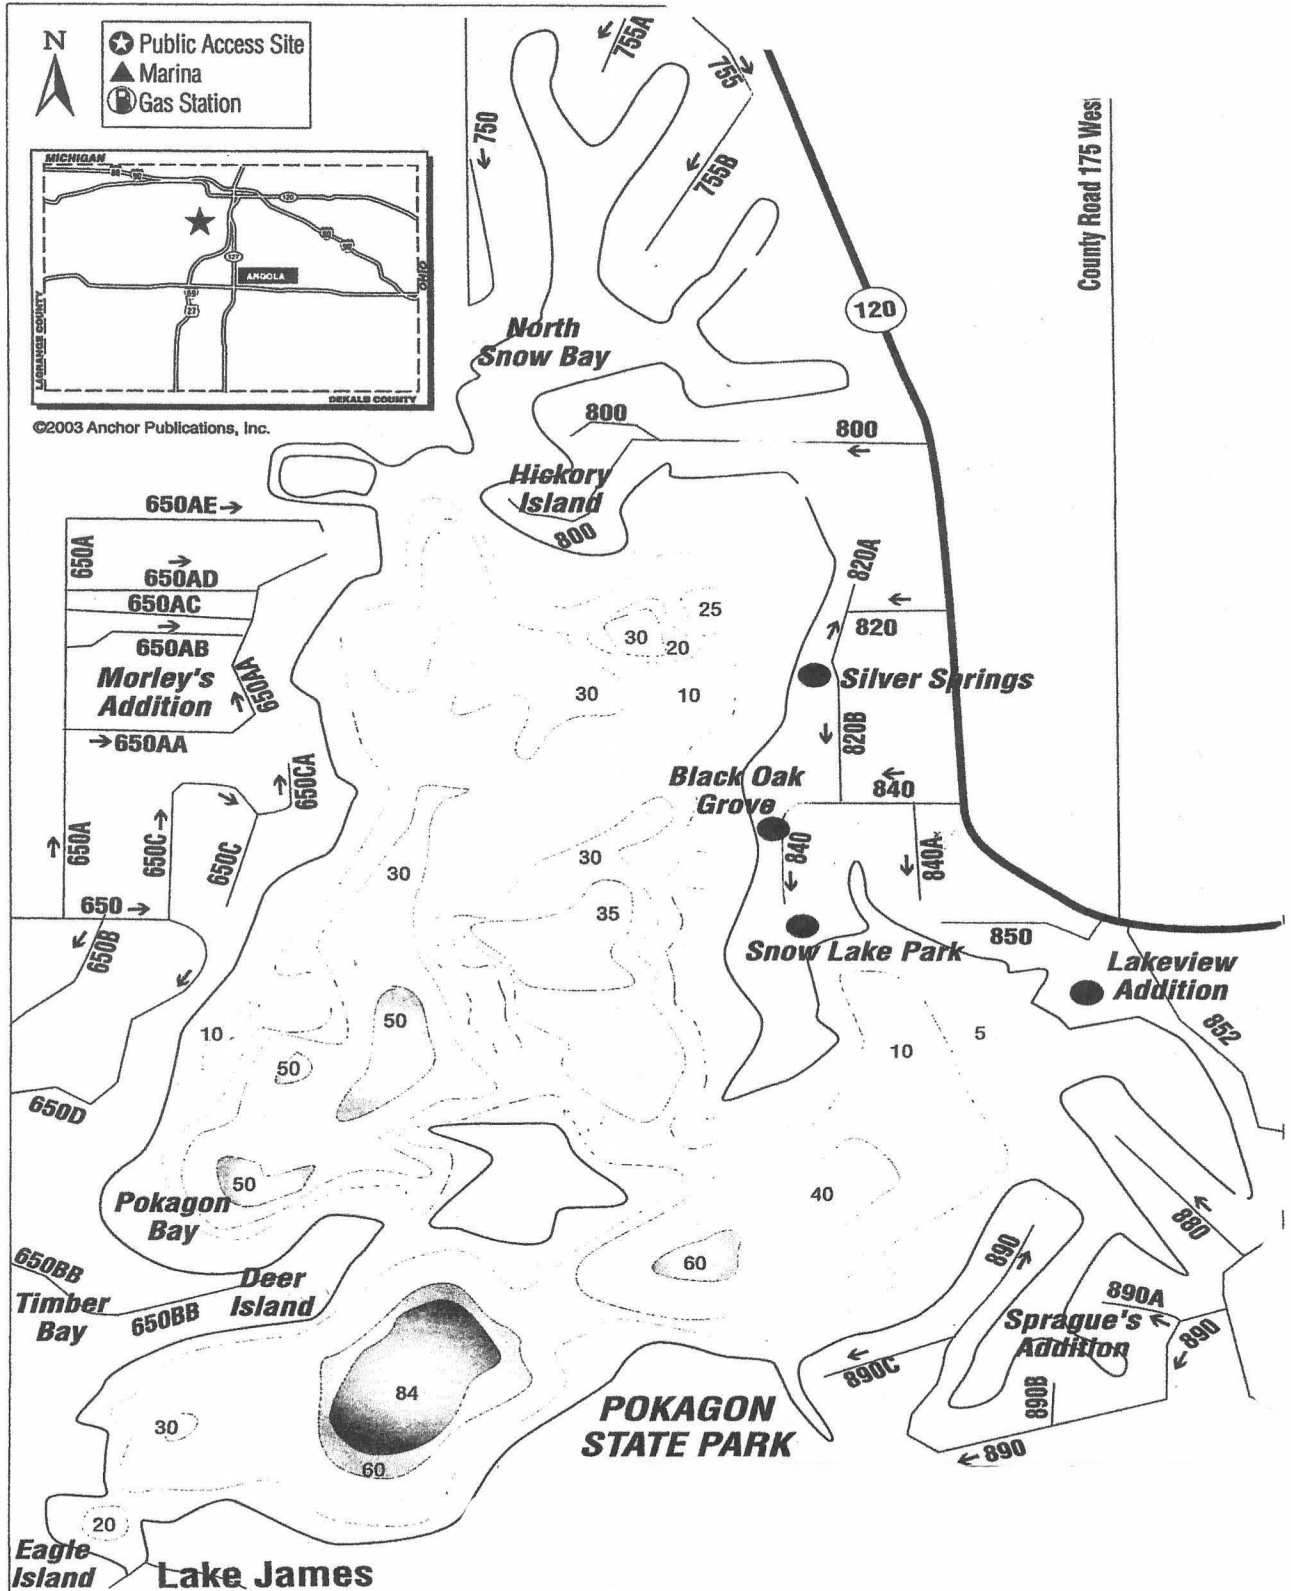 N
Public Access Site
Marina
Gas Station
MICHIGAN
120
127
ANGOLA
27
OHIO
LAGRANGE COUNTY
DEKALB COUNTY
©2003 Anchor Publications, Inc.
755A
755
755B
750
County Road 175 West
120
North
Snow Bay
800
800
Hickory
Island
800
650AE
650A
650AD
650AC
650AB
Morley's
Addition
650AA
650AA
650CA
650A
650C
650C
650
650B
650D
820A
820
25
30
20
30
10
Silver Springs
820B
Black Oak
Grove
840
840
840A
30
30
35
Snow Lake Park
850
Lakeview
Addition
852
10
50
50
10
5
50
Pokagon
Bay
40
60
880
890
890A
890
Sprague's
Addition
890C
890B
890
650BB
Timber
Bay
650BB
Deer
Island
84
60
30
POKAGON
STATE PARK
20
Eagle
Island
Lake James